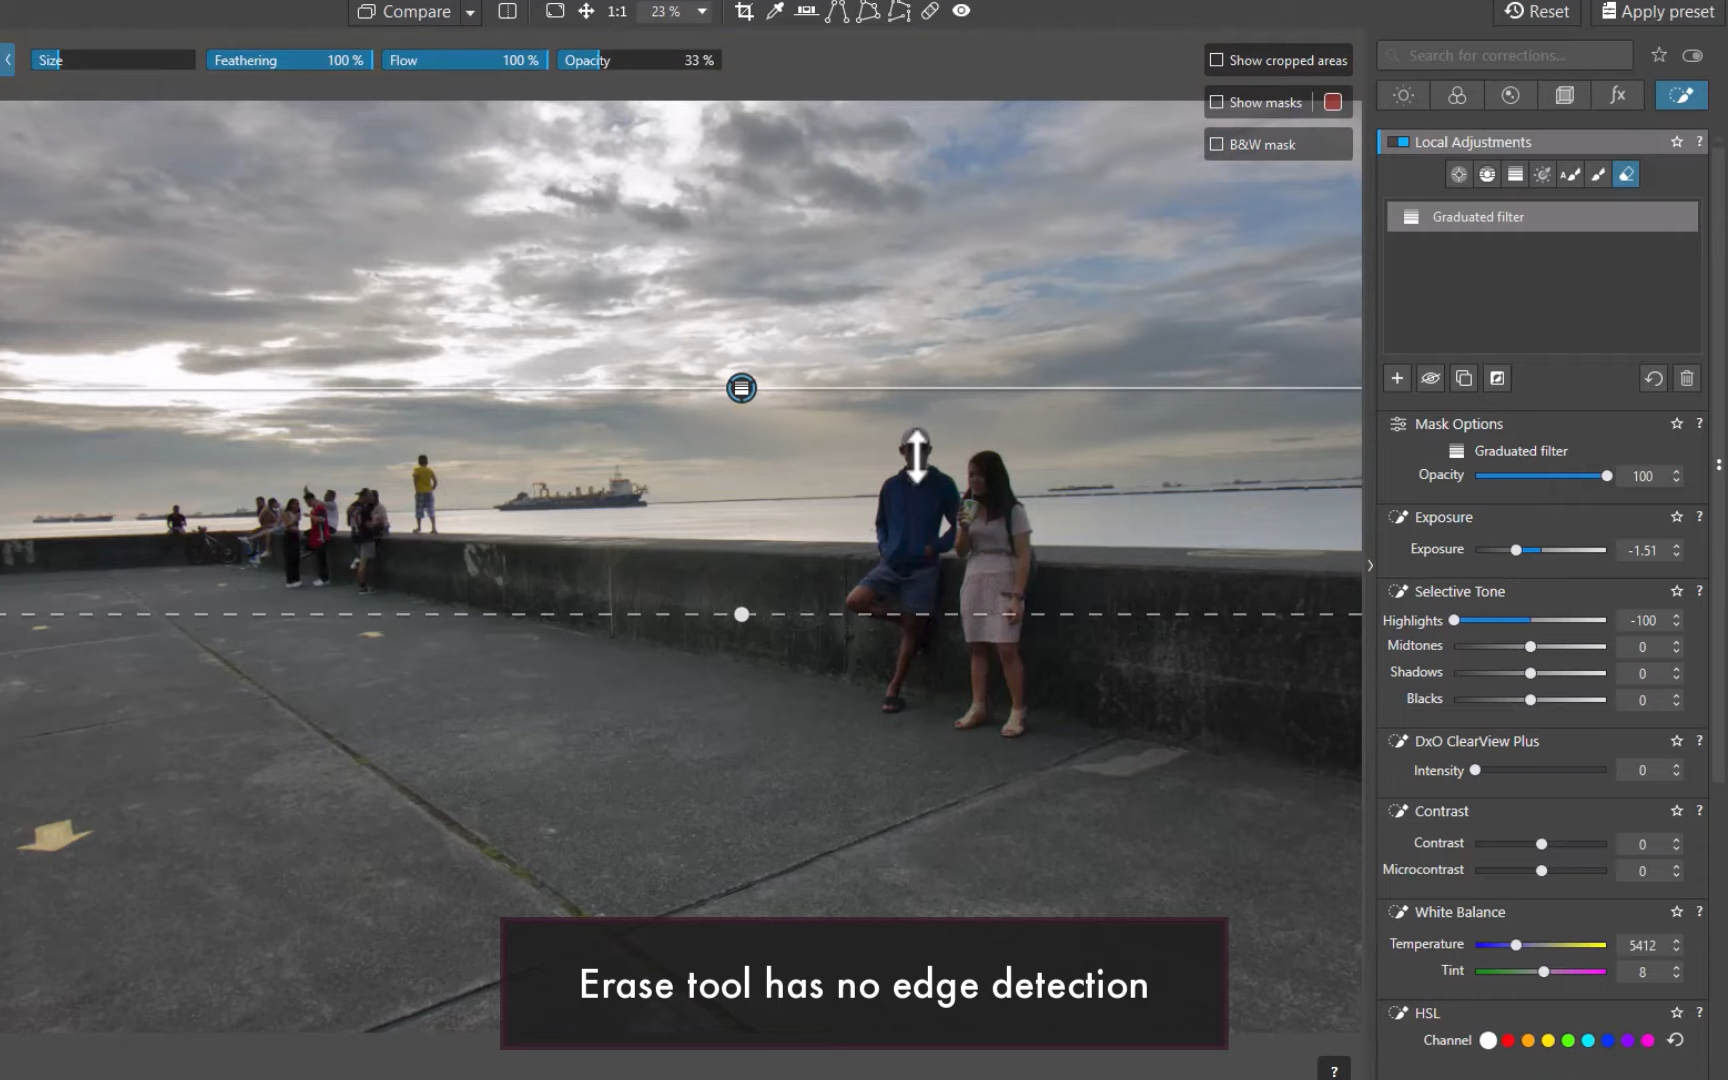 Compare
1:1
23 %
Reset
Apply preset
Size
Feathering 100 %
Flow 100 %
Opacity 33 %
Show cropped areas
Show masks
B&W mask
Search for corrections...
fx
Local Adjustments ?
A
Graduated filter
Mask Options ?
Graduated filter
Opacity 100
Exposure ?
Exposure -1.51
Selective Tone ?
Highlights -100
Midtones 0
Shadows 0
Blacks 0
DxO ClearView Plus ?
Intensity 0
Contrast ?
Contrast 0
Microcontrast 0
White Balance ?
Temperature 5412
Tint 8
HSL ?
Channel
Erase tool has no edge detection
?